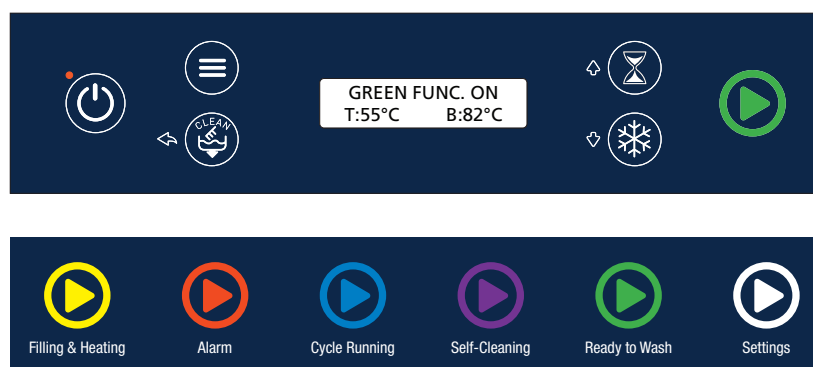 CLEAN
GREEN FUNC. ON
T:55°C B:82°C
Filling & Heating
Alarm
Cycle Running
Self-Cleaning
Ready to Wash
Settings